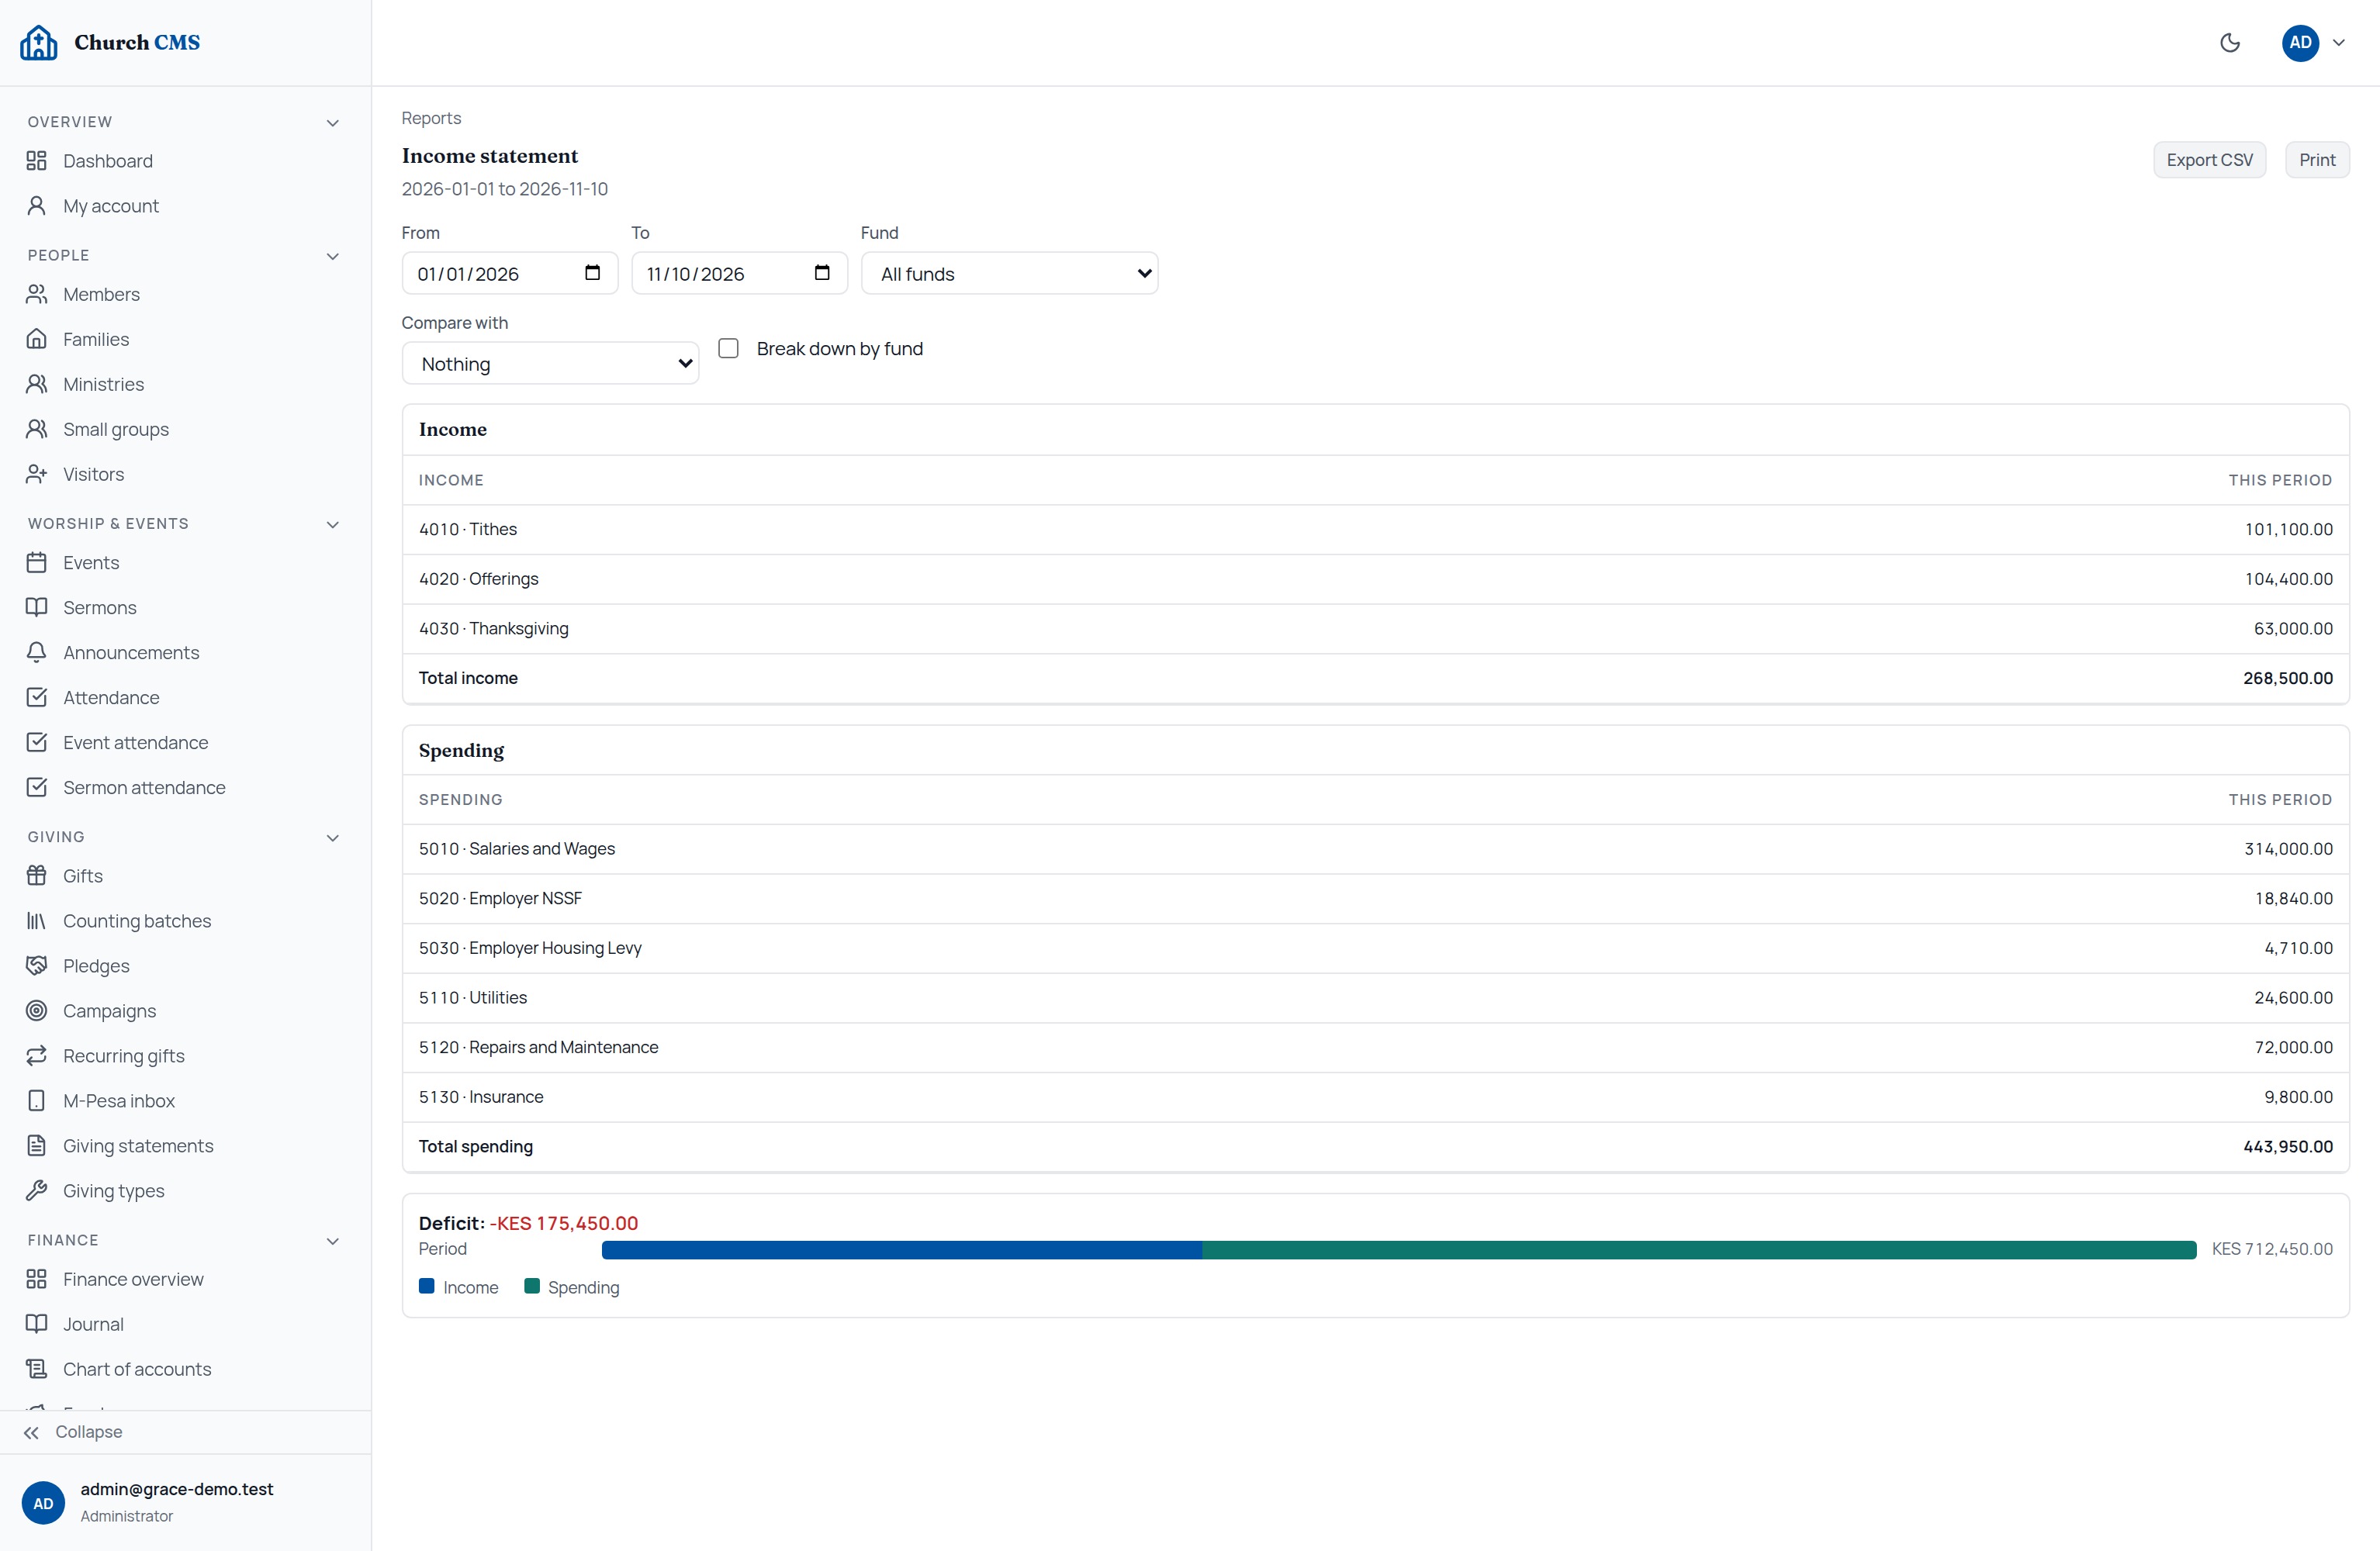 Church CMS
AD
OVERVIEW
Dashboard
My account
PEOPLE
Members
Families
Ministries
Small groups
Visitors
WORSHIP & EVENTS
Events
Sermons
Announcements
Attendance
Event attendance
Sermon attendance
GIVING
Gifts
Counting batches
Pledges
Campaigns
Recurring gifts
M-Pesa inbox
Giving statements
Giving types
FINANCE
Finance overview
Journal
Chart of accounts
Collapse
AD
admin@grace-demo.test
Administrator
Reports
Income statement
2026-01-01 to 2026-11-10
Export CSV
Print
From To Fund
01/01/2026 11/10/2026 All funds
Compare with
Nothing
Break down by fund
Income
INCOME THIS PERIOD
4010 · Tithes 101,100.00
4020 · Offerings 104,400.00
4030 · Thanksgiving 63,000.00
Total income 268,500.00
Spending
SPENDING THIS PERIOD
5010 · Salaries and Wages 314,000.00
5020 · Employer NSSF 18,840.00
5030 · Employer Housing Levy 4,710.00
5110 · Utilities 24,600.00
5120 · Repairs and Maintenance 72,000.00
5130 · Insurance 9,800.00
Total spending 443,950.00
Deficit: -KES 175,450.00
Period KES 712,450.00
Income Spending